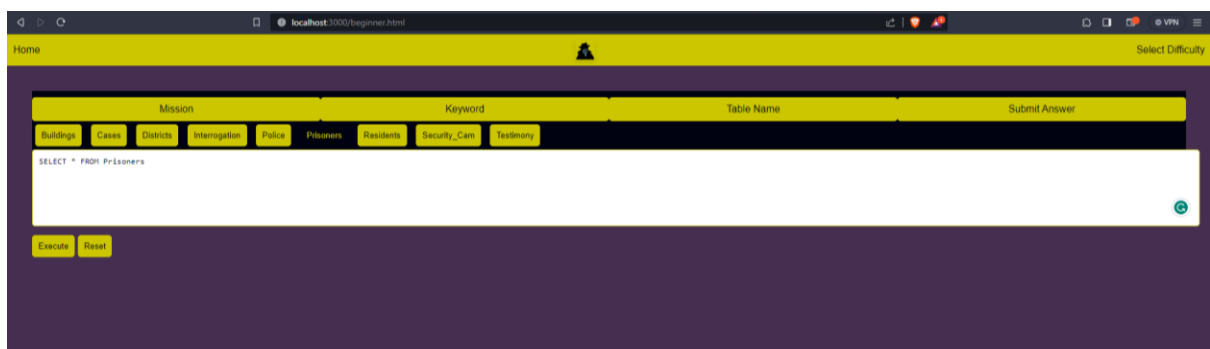 localhost:3000/beginner.html
VPN
Home
Select Difficulty
Mission Keyword Table Name Submit Answer
Buildings Cases Districts Interrogation Police Prisoners Residents Security_Cam Testimony
SELECT * FROM Prisoners
Execute Reset